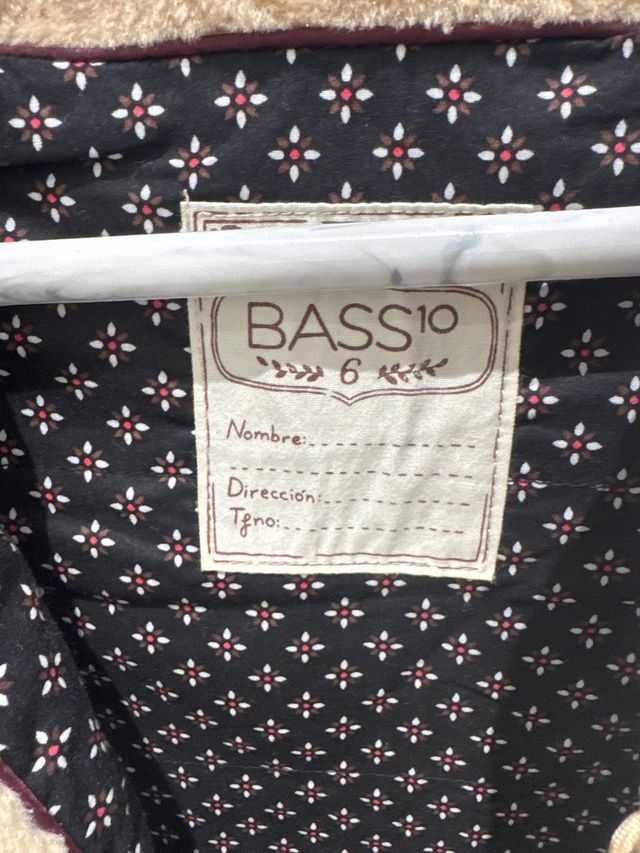 BASS10
6
Nombre:
Dirección:
Tfno: